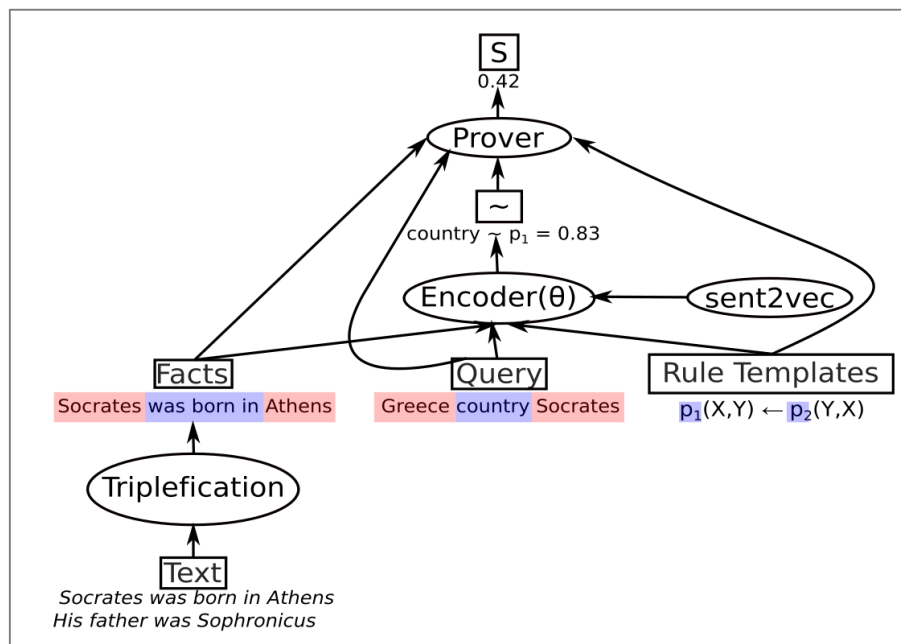 S
0.42
Prover
~
country ~ p₁ = 0.83
Encoder(θ)
sent2vec
Facts
Query
Rule Templates
Socrates was born in Athens
Greece country Socrates
p₁(X,Y) ← p₂(Y,X)
Triplefication
Text
Socrates was born in Athens
His father was Sophronicus